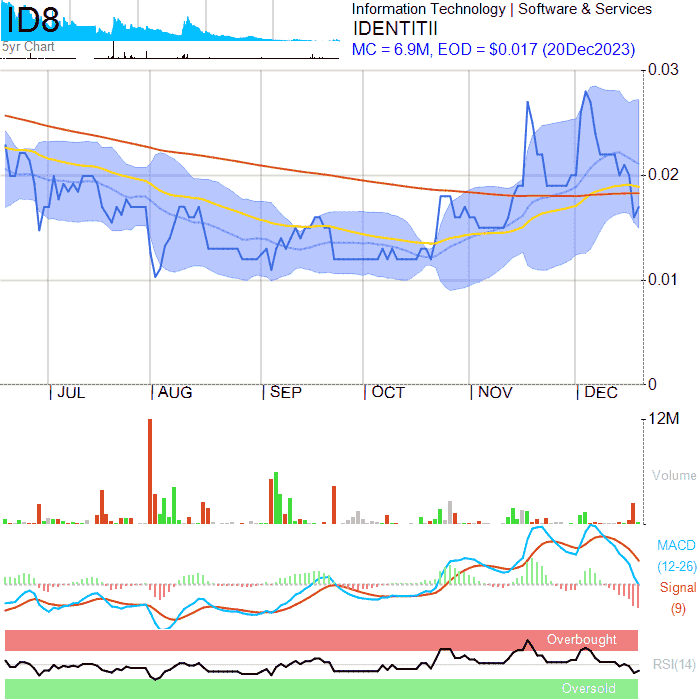 ID8
5yr Chart
Information Technology | Software & Services
IDENTITII
MC = 6.9M, EOD = $0.017 (20Dec2023)
0.03
0.02
0.01
0
JUL
AUG
SEP
OCT
NOV
DEC
12M
Volume
MACD
(12-26)
Signal
(9)
Overbought
RSI(14)
Oversold